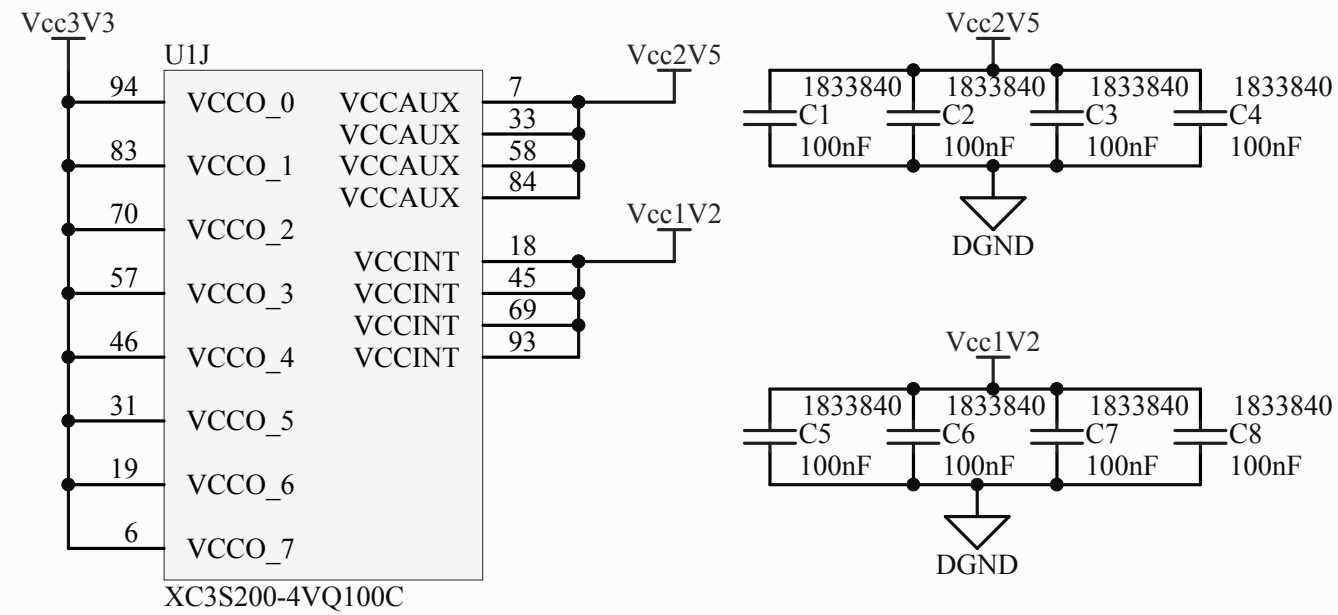 Vcc3V3
U1J
94 VCCO_0
83 VCCO_1
70 VCCO_2
57 VCCO_3
46 VCCO_4
31 VCCO_5
19 VCCO_6
6 VCCO_7
VCCAUX 7
VCCAUX 33
VCCAUX 58
VCCAUX 84
VCCINT 18
VCCINT 45
VCCINT 69
VCCINT 93
XC3S200-4VQ100C
Vcc2V5
Vcc1V2
Vcc2V5
1833840 1833840 1833840 1833840
C1 C2 C3 C4
100nF 100nF 100nF 100nF
DGND
Vcc1V2
1833840 1833840 1833840 1833840
C5 C6 C7 C8
100nF 100nF 100nF 100nF
DGND